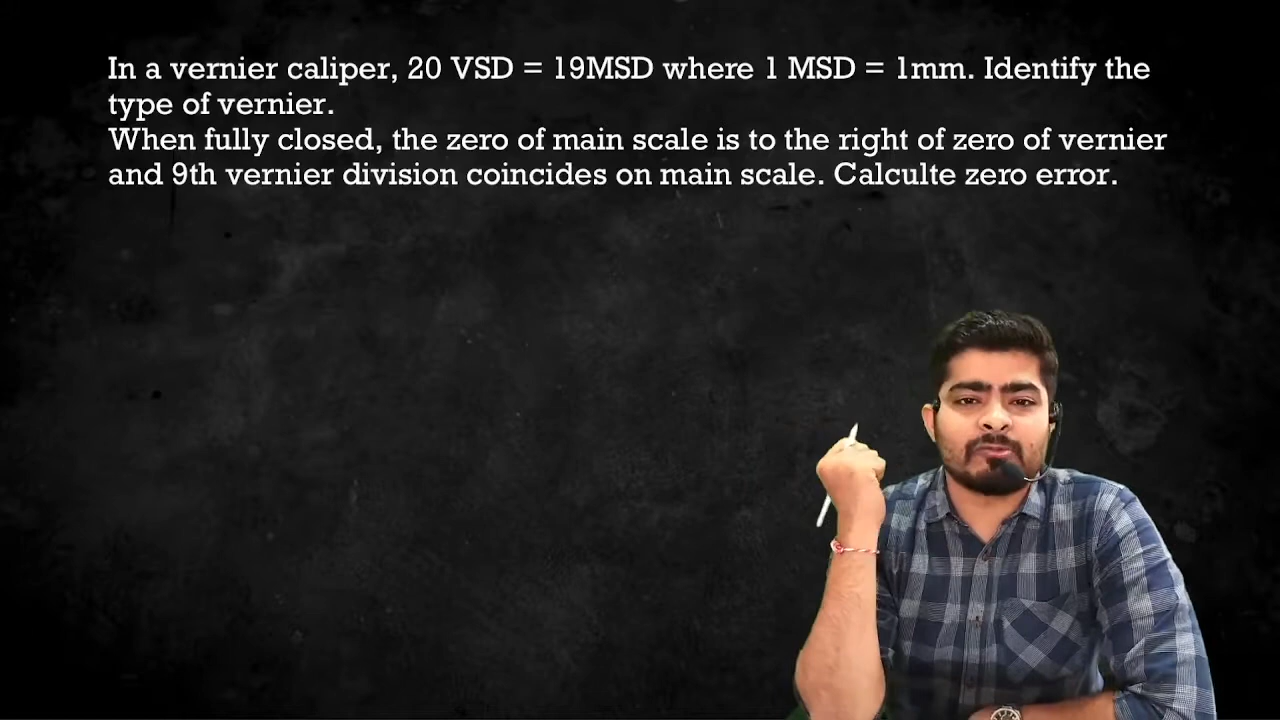 In a vernier caliper, 20 VSD = 19MSD where 1 MSD = 1mm. Identify the
type of vernier.
When fully closed, the zero of main scale is to the right of zero of vernier
and 9th vernier division coincides on main scale. Calculte zero error.